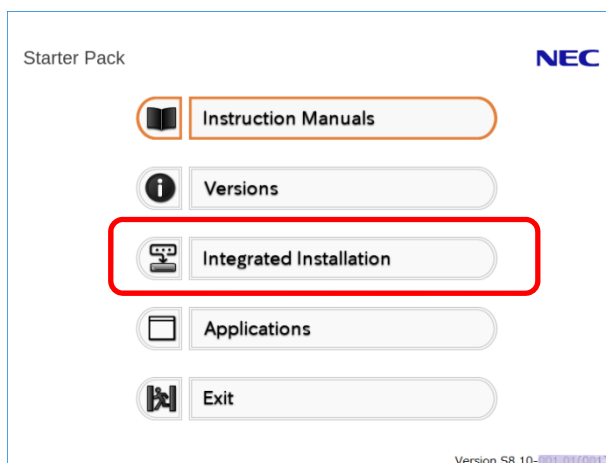 Starter Pack
NEC
Instruction Manuals
Versions
Integrated Installation
Applications
Exit
Version S8.10-